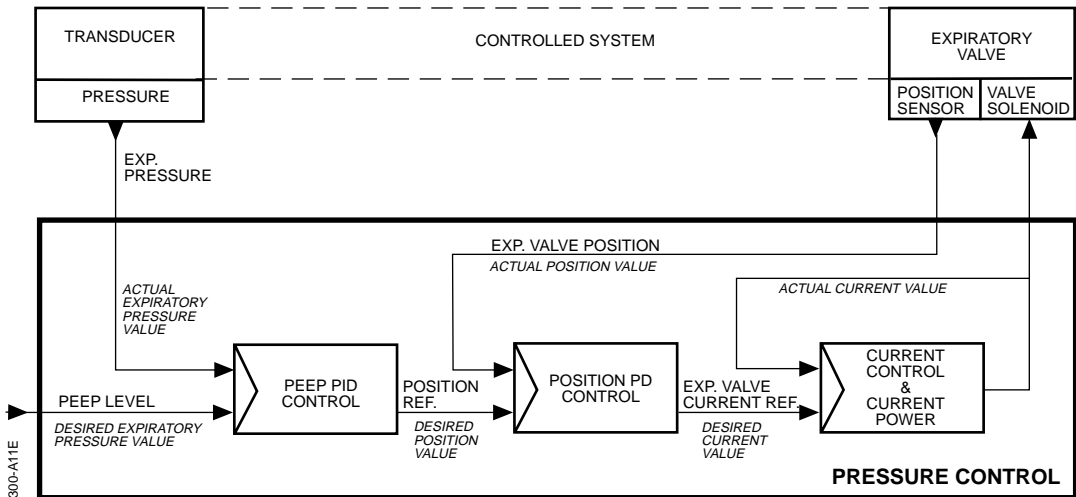 TRANSDUCER
CONTROLLED SYSTEM
EXPIRATORY
VALVE
PRESSURE
POSITION
SENSOR
VALVE
SOLENOID
EXP.
PRESSURE
EXP. VALVE POSITION
ACTUAL POSITION VALUE
ACTUAL CURRENT VALUE
ACTUAL
EXPIRATORY
PRESSURE
VALUE
PEEP PID
CONTROL
POSITION
REF.
DESIRED
POSITION
VALUE
POSITION PD
CONTROL
EXP. VALVE
CURRENT REF.
DESIRED
CURRENT
VALUE
CURRENT
CONTROL
&
CURRENT
POWER
PEEP LEVEL
DESIRED EXPIRATORY
PRESSURE VALUE
PRESSURE CONTROL
300-A11E